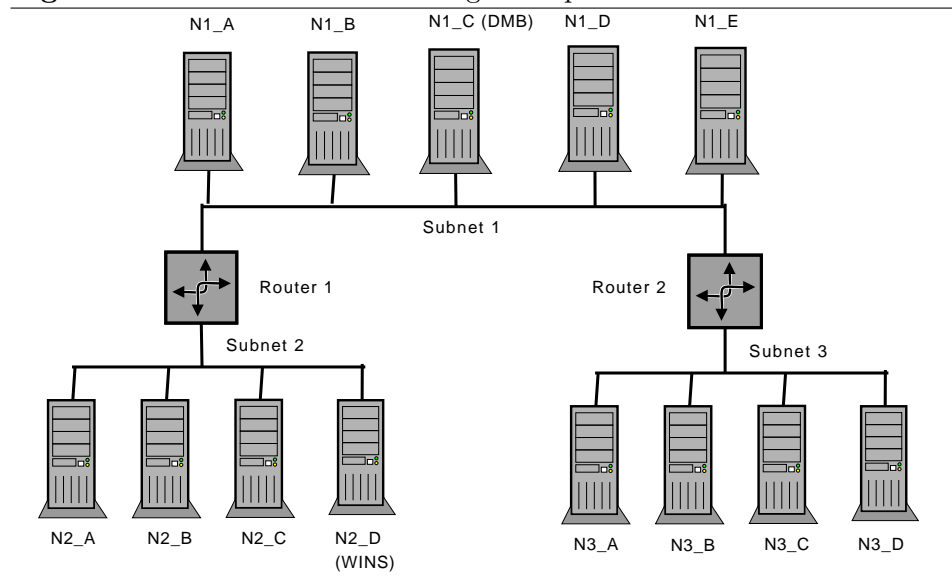 N1_A N1_B N1_C (DMB) N1_D N1_E
Subnet 1
Router 1 Router 2
Subnet 2
Subnet 3
N2_A N2_B N2_C N2_D
(WINS)
N3_A N3_B N3_C N3_D